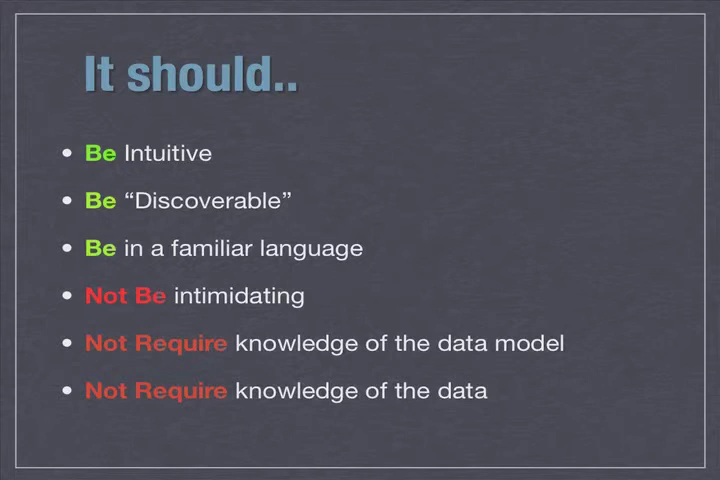 It should..
• Be Intuitive
• Be “Discoverable”
• Be in a familiar language
• Not Be intimidating
• Not Require knowledge of the data model
• Not Require knowledge of the data